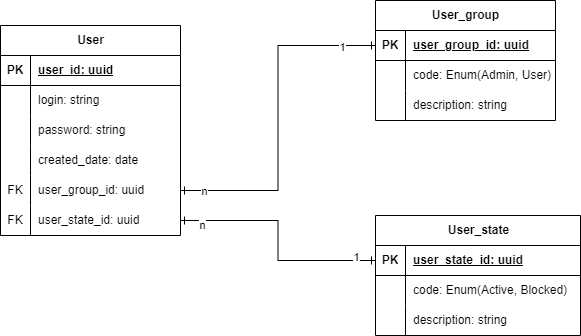 User
PK user_id: uuid
login: string
password: string
created_date: date
FK user_group_id: uuid
FK user_state_id: uuid
n
n
1
1
User_group
PK user_group_id: uuid
code: Enum(Admin, User)
description: string
User_state
PK user_state_id: uuid
code: Enum(Active, Blocked)
description: string